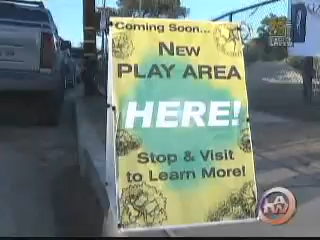 Coming Soon...
NEW
PLAY AREA
HERE!
Stop & Visit
to Learn More!